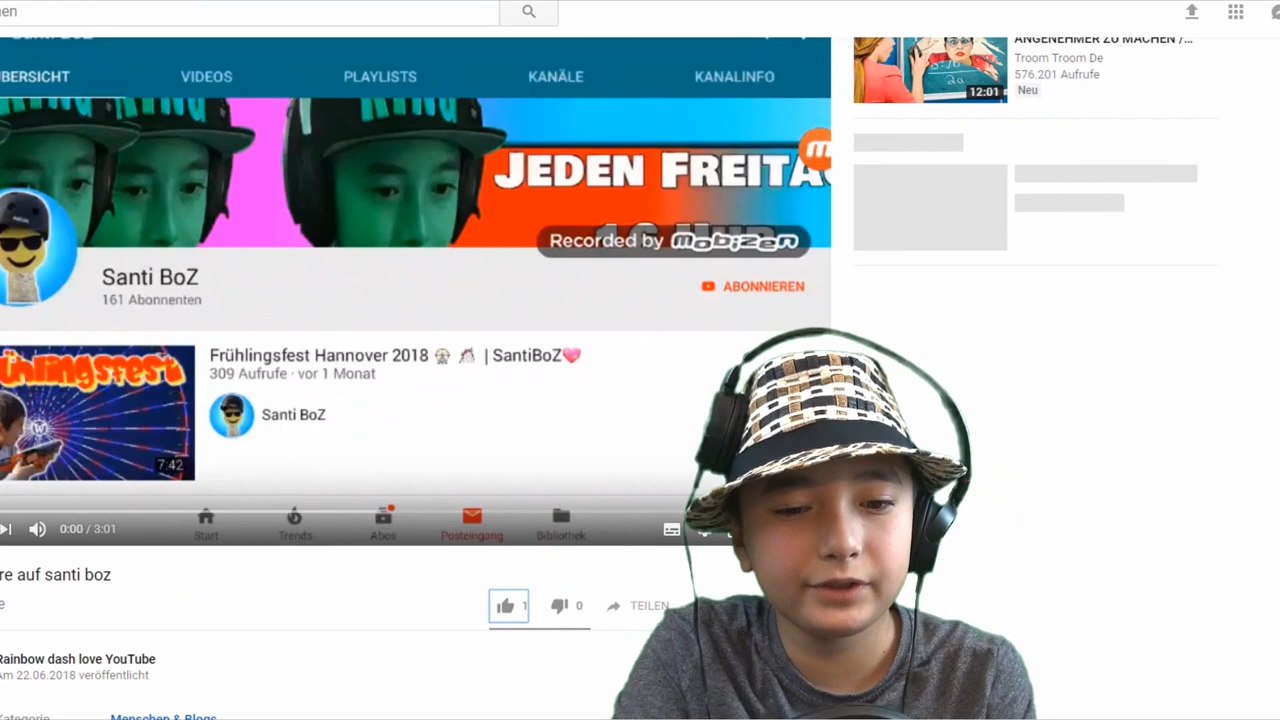 nen
ANGENEHMER ZU MACHEN /...
Troom Troom De
576.201 Aufrufe
Neu
12:01
ÜBERSICHT
VIDEOS
PLAYLISTS
KANÄLE
KANALINFO
JEDEN FREITA
Recorded by mobizen
Santi BoZ
161 Abonnenten
ABONNIEREN
Frühlingsfest Hannover 2018 | SantiBoZ
309 Aufrufe · vor 1 Monat
Santi BoZ
ühlingsfest
7:42
0:00 / 3:01
Start
Trends
Abos
Posteingang
Bibliothek
re auf santi boz
e
1
0
TEILEN
Rainbow dash love YouTube
Am 22.06.2018 veröffentlicht
Kategorie
Menschen & Blogs